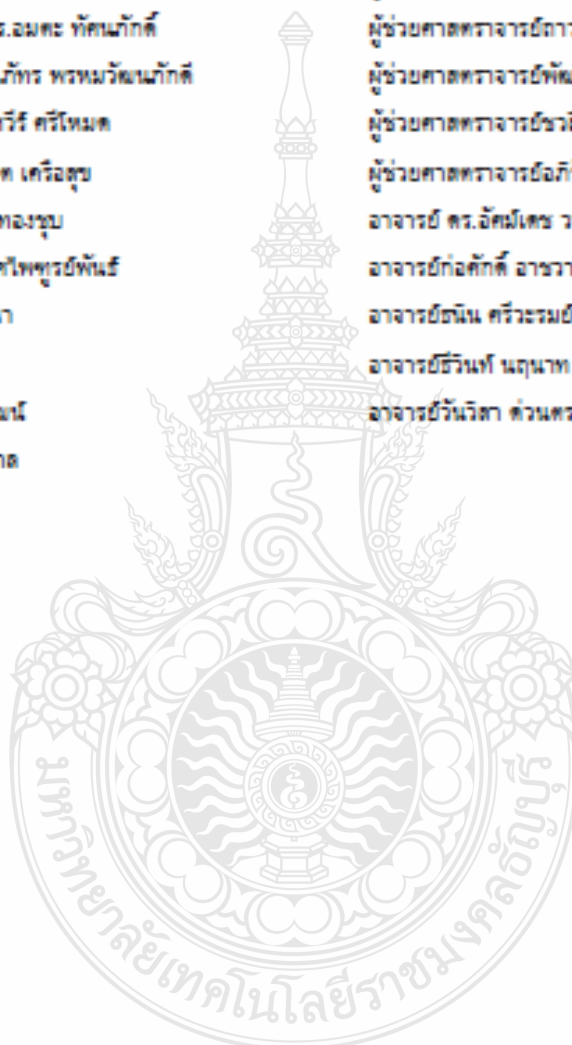 ร.อมตะ ทัศนภักดิ์
ภัทร พรหมวัฒนภักดี
วีร์ ศรีโหมด
ต เครือสุข
ทองชุบ
ศไพฑูรย์พันธ์
นา
ฒน์
าล
ผู้ช่วยศาสตราจารย์ถาว
ผู้ช่วยศาสตราจารย์พัฒ
ผู้ช่วยศาสตราจารย์ชวลิ
ผู้ช่วยศาสตราจารย์อภิ
อาจารย์ ดร.อัศม์เดช ว
อาจารย์ก่อศักดิ์ อาชวา
อาจารย์ธนิน ศรีวะรมย์
อาจารย์ธีวินท์ นฤนาท
อาจารย์วันวิสา ด่วนตร
มหาวิทยาลัยเทคโนโลยีราชมงคลธัญบุรี